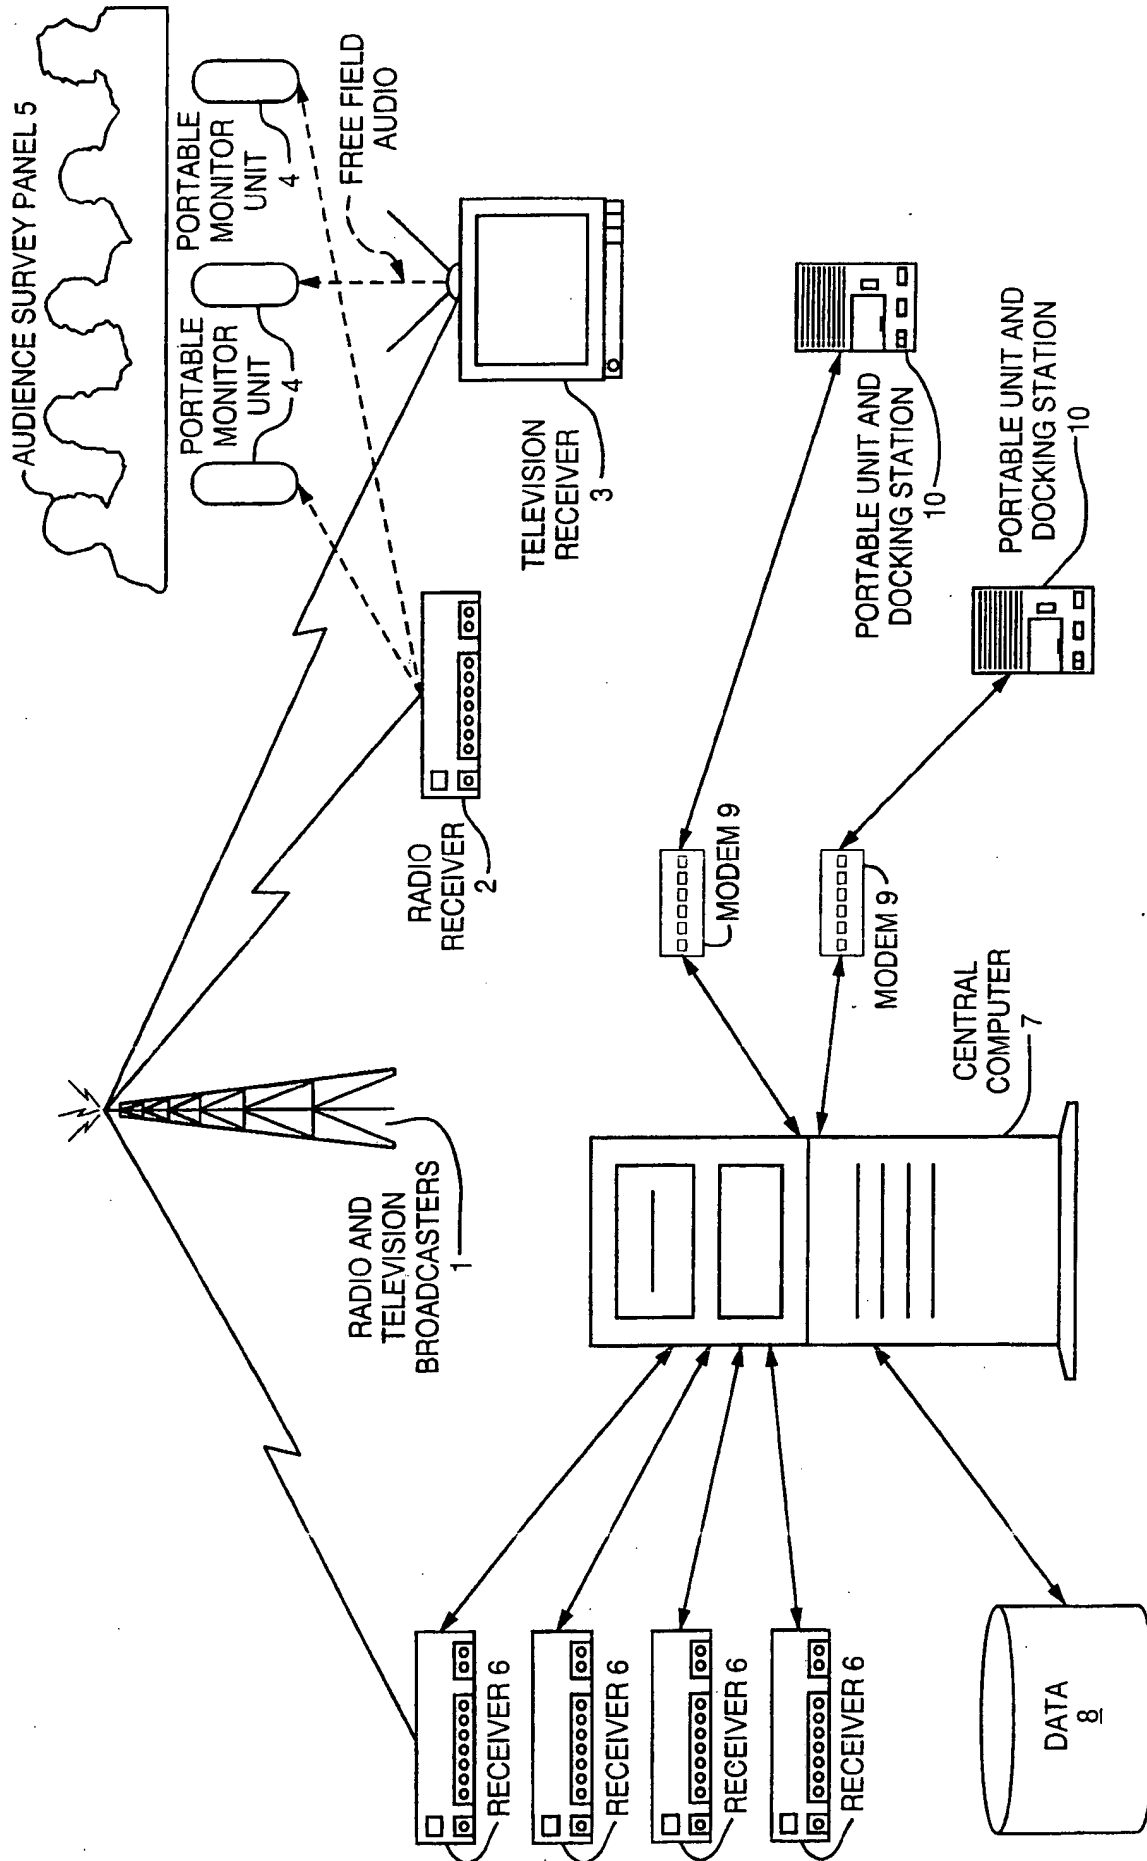 AUDIENCE SURVEY PANEL 5
PORTABLE
MONITOR
UNIT
4
PORTABLE
MONITOR
UNIT
4
FREE FIELD
AUDIO
RADIO AND
TELEVISION
BROADCASTERS
1
RADIO
RECEIVER
2
TELEVISION
RECEIVER
3
RECEIVER 6
RECEIVER 6
RECEIVER 6
RECEIVER 6
MODEM 9
MODEM 9
PORTABLE UNIT AND
DOCKING STATION
10
PORTABLE UNIT AND
DOCKING STATION
10
CENTRAL
COMPUTER
7
DATA
8